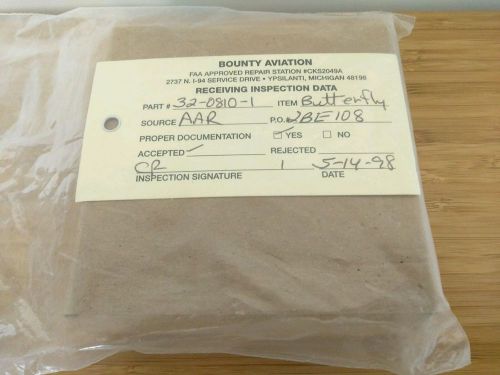 BOUNTY AVIATION
FAA APPROVED REPAIR STATION #CKS2049A
2737 N. I-94 SERVICE DRIVE • YPSILANTI, MICHIGAN 48198
RECEIVING INSPECTION DATA
PART # 32-0810-1 ITEM Butterfly
SOURCE AAR P.O. 2BE108
PROPER DOCUMENTATION YES NO
ACCEPTED REJECTED
CR 1 5-14-98
INSPECTION SIGNATURE DATE